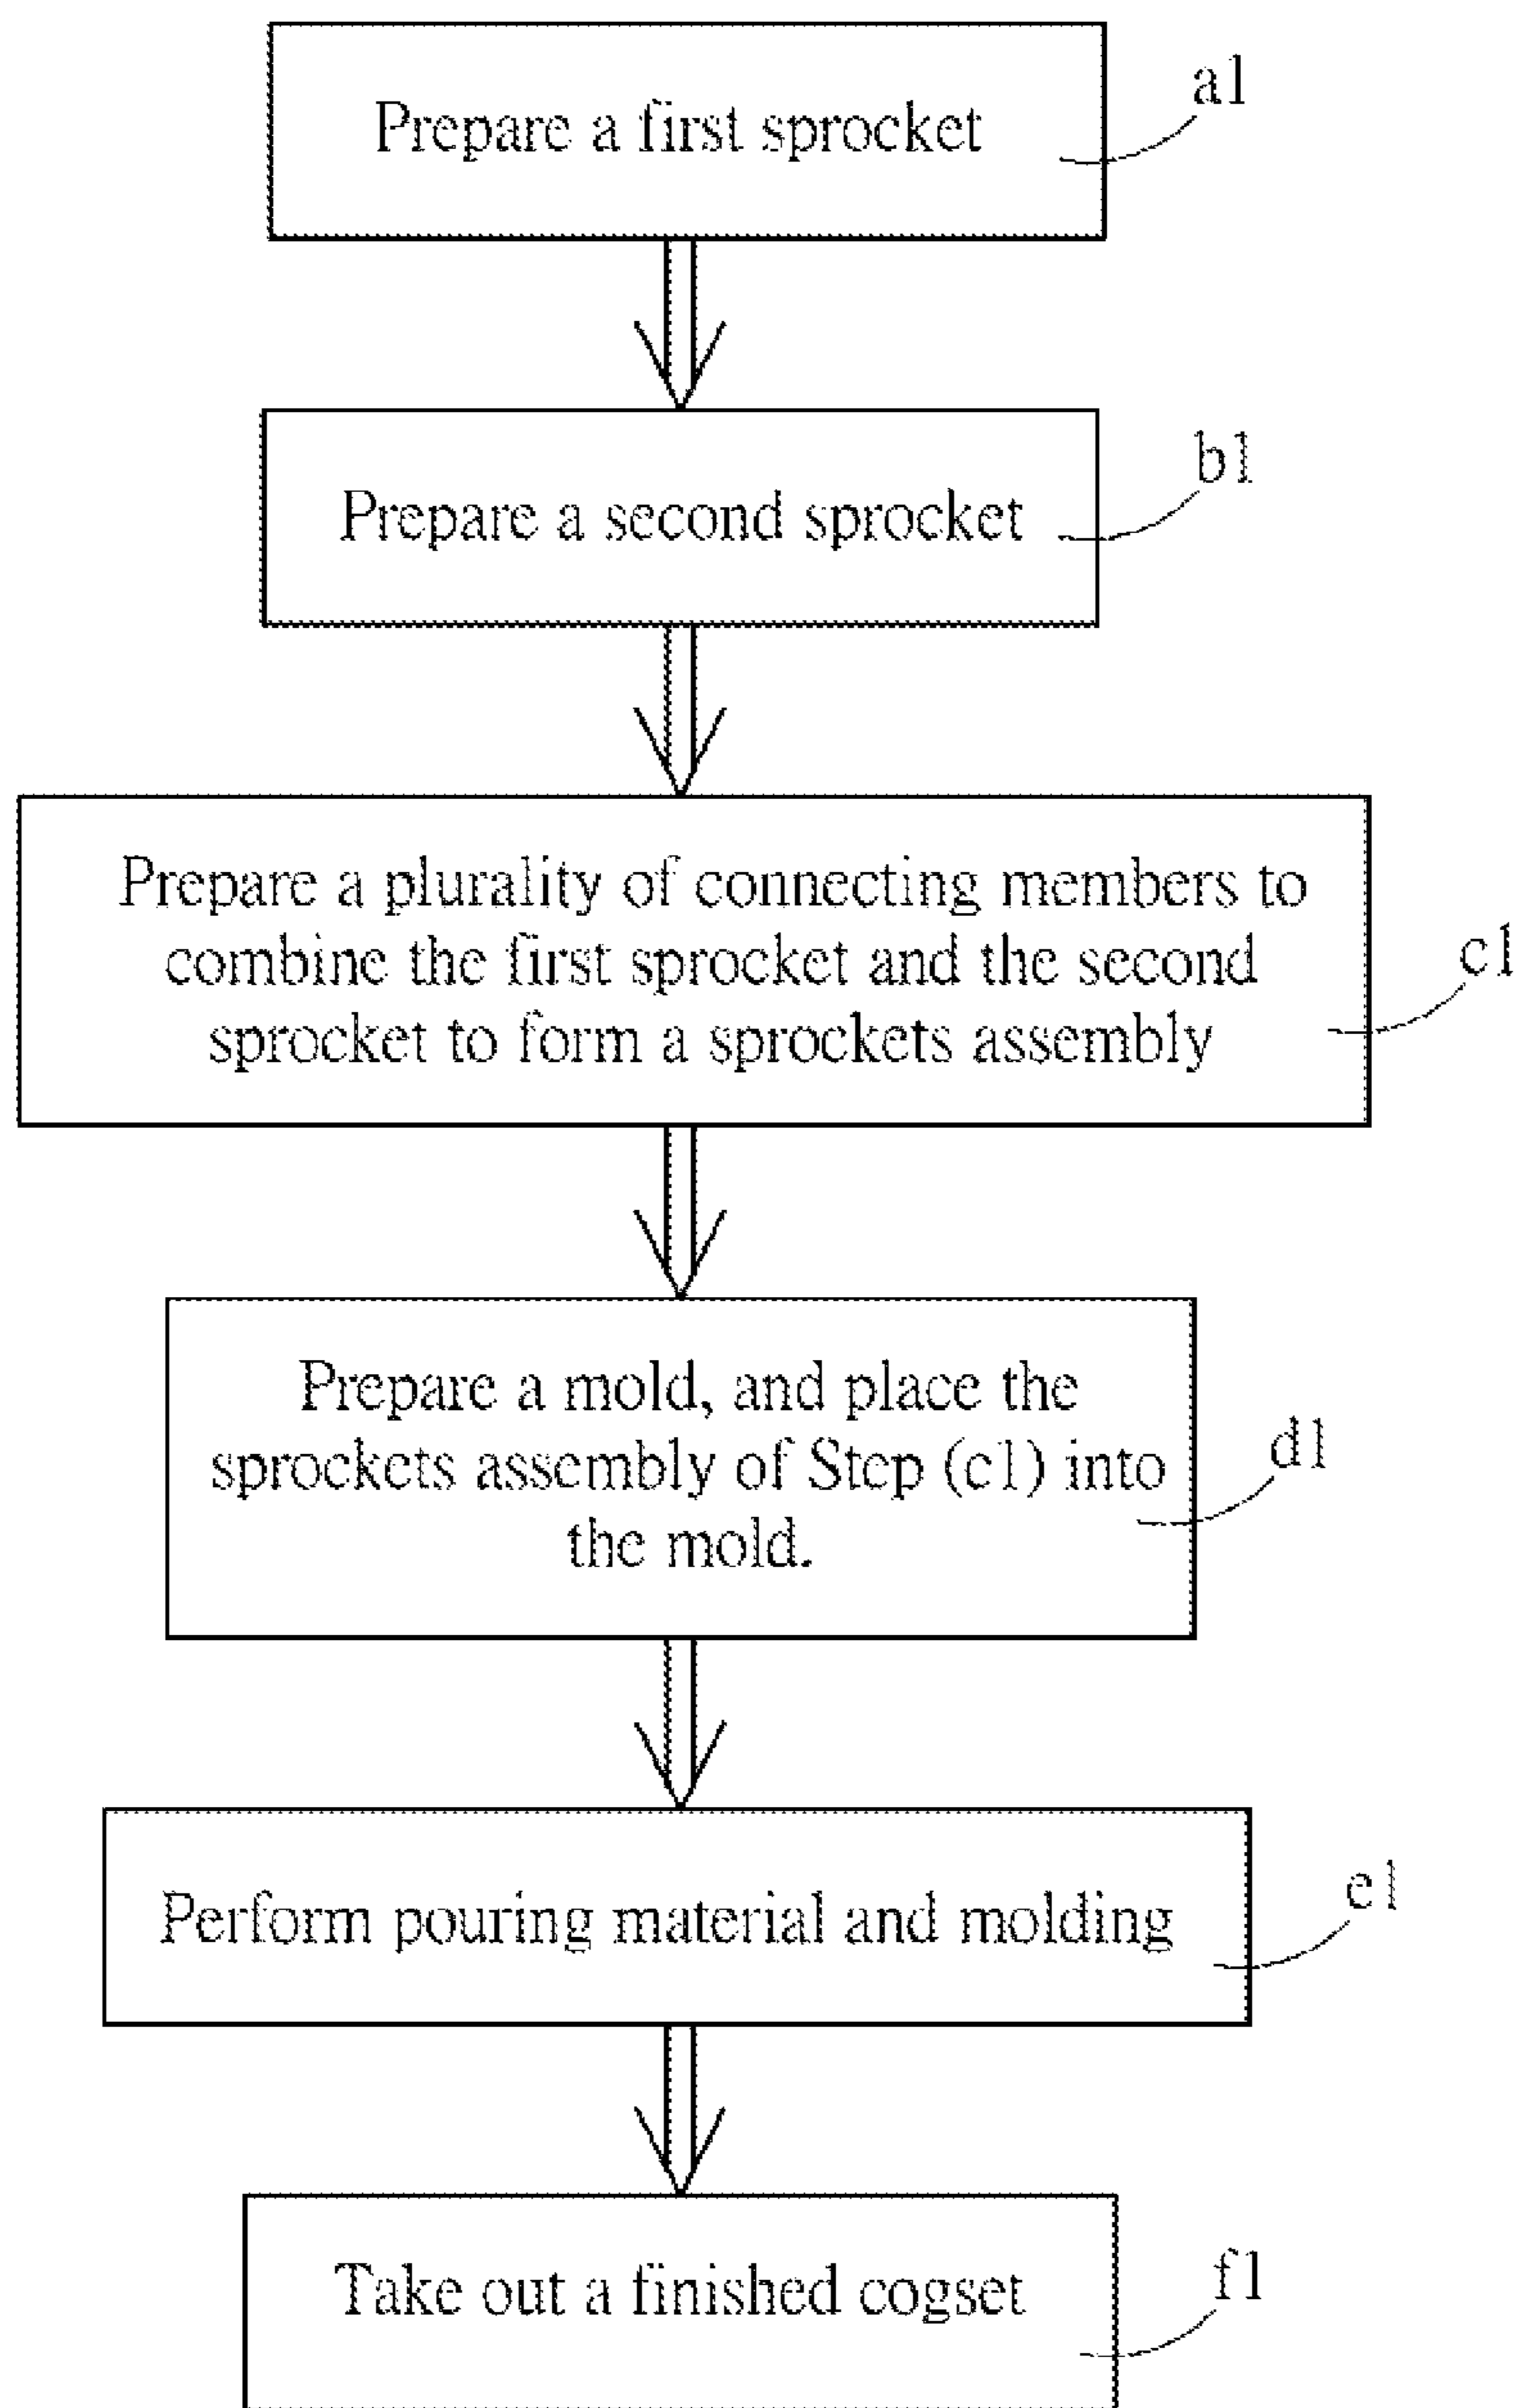 Prepare a first sprocket
a1
Prepare a second sprocket
b1
Prepare a plurality of connecting members to
combine the first sprocket and the second
sprocket to form a sprockets assembly
c1
Prepare a mold, and place the
sprockets assembly of Step (c1) into
the mold.
d1
Perform pouring material and molding
e1
Take out a finished cogset
f1